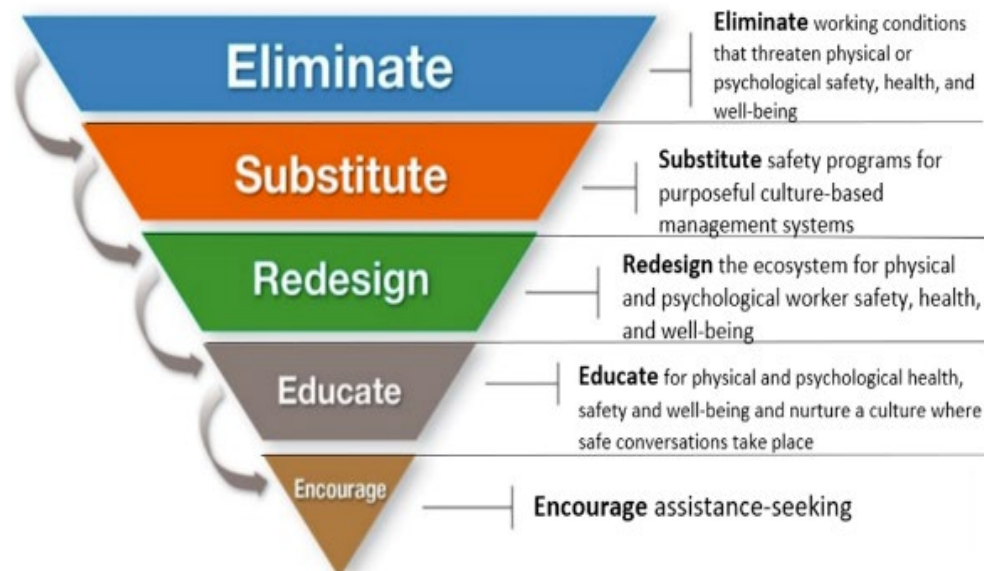 Eliminate
Eliminate working conditions
that threaten physical or
psychological safety, health, and
well-being
Substitute
Substitute safety programs for
purposeful culture-based
management systems
Redesign
Redesign the ecosystem for physical
and psychological worker safety, health,
and well-being
Educate
Educate for physical and psychological health,
safety and well-being and nurture a culture where
safe conversations take place
Encourage
Encourage assistance-seeking